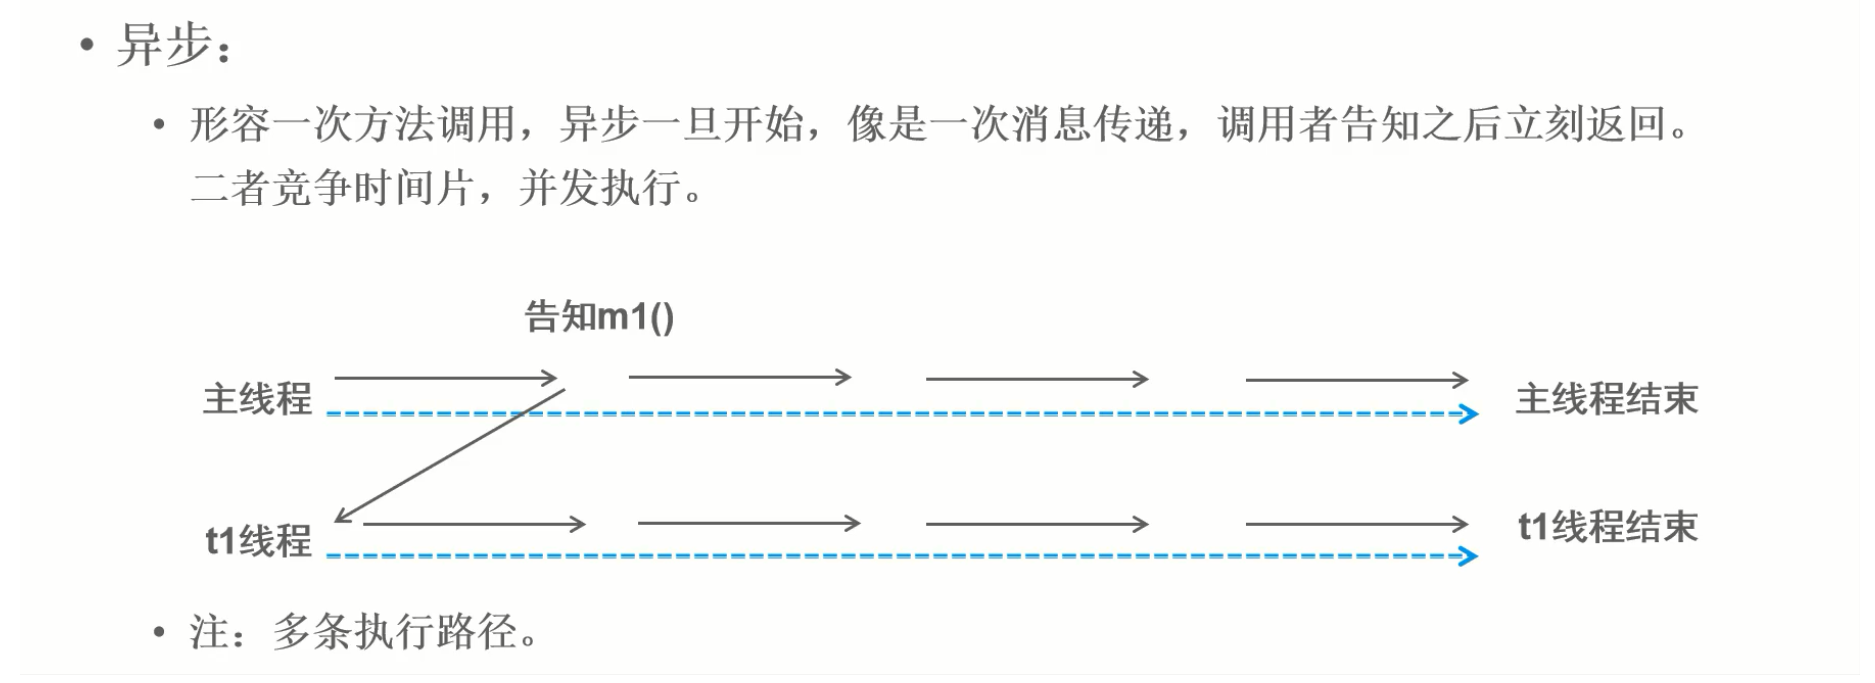 • 异步：
• 形容一次方法调用，异步一旦开始，像是一次消息传递，调用者告知之后立刻返回。
二者竞争时间片，并发执行。
告知m1()
主线程
主线程结束
t1线程
t1线程结束
• 注：多条执行路径。